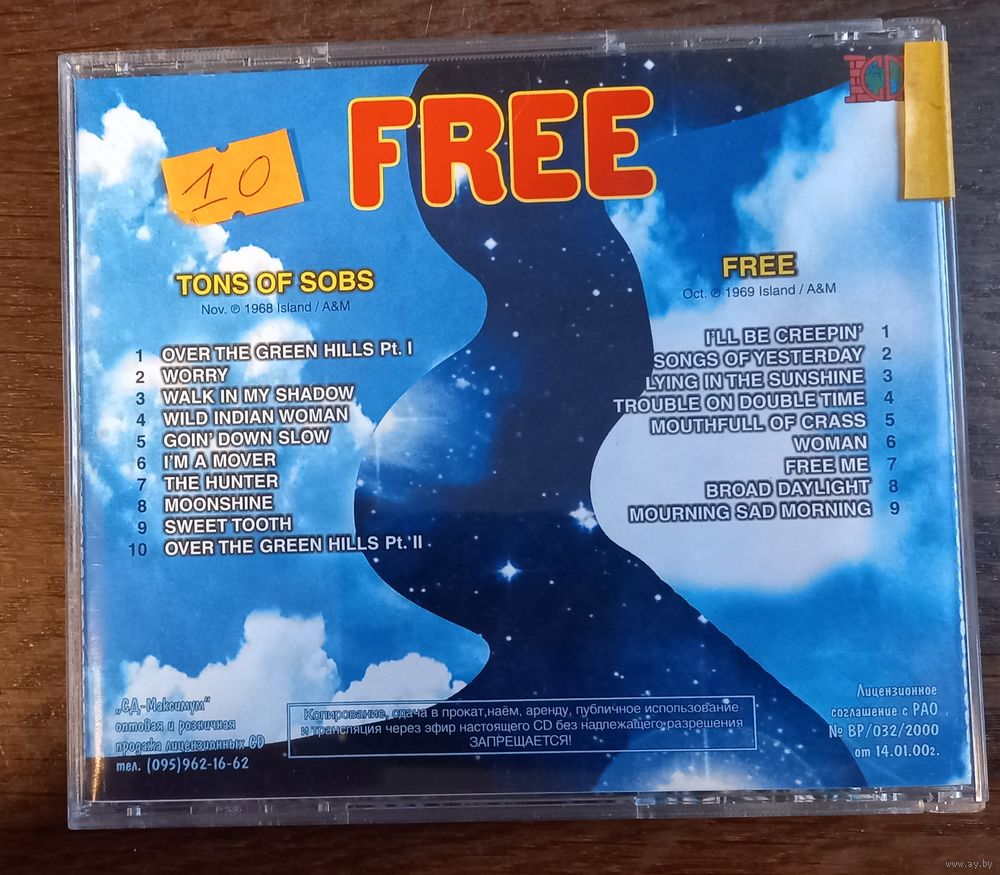 FREE
CD
10
TONS OF SOBS
Nov. ℗ 1968 Island / A&M
1 OVER THE GREEN HILLS Pt. I
2 WORRY
3 WALK IN MY SHADOW
4 WILD INDIAN WOMAN
5 GOIN' DOWN SLOW
6 I'M A MOVER
7 THE HUNTER
8 MOONSHINE
9 SWEET TOOTH
10 OVER THE GREEN HILLS Pt. II
FREE
Oct. ℗ 1969 Island / A&M
I'LL BE CREEPIN' 1
SONGS OF YESTERDAY 2
LYING IN THE SUNSHINE 3
TROUBLE ON DOUBLE TIME 4
MOUTHFULL OF CRASS 5
WOMAN 6
FREE ME 7
BROAD DAYLIGHT 8
MOURNING SAD MORNING 9
„СД-Максимум"
оптовая и розничная
продажа лицензионных CD
тел. (095)962-16-62
Копирование, сдача в прокат,наём, аренду, публичное использование
и трансляция через эфир настоящего CD без надлежащего разрешения
ЗАПРЕЩАЕТСЯ!
Лицензионное
соглашение с РАО
№ ВР/032/2000
от 14.01.00г.
www.ay.by